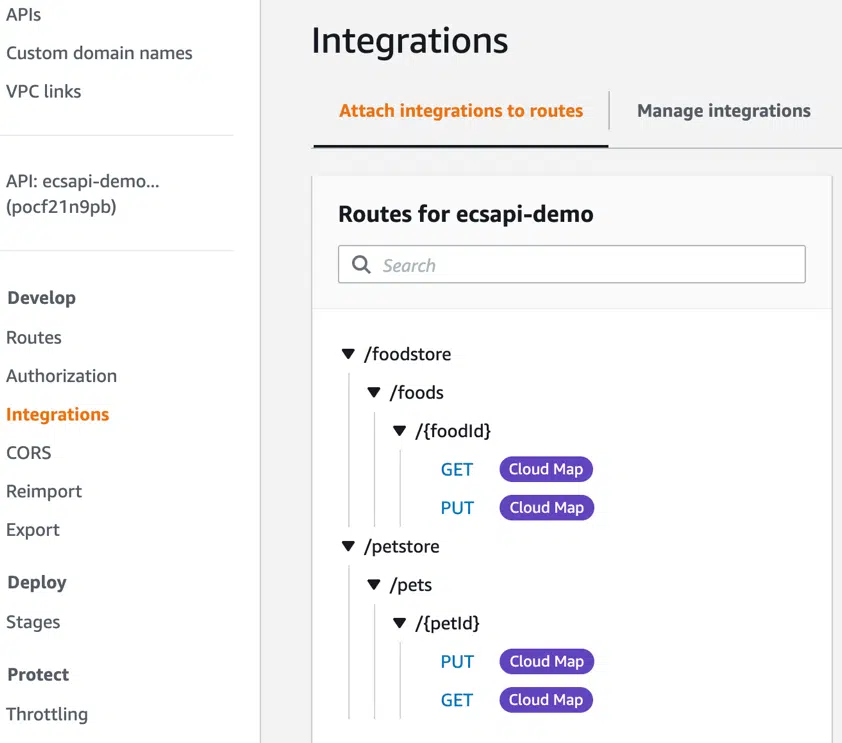 APIs
Custom domain names
VPC links
API: ecsapi-demo...
(pocf21n9pb)
Develop
Routes
Authorization
Integrations
CORS
Reimport
Export
Deploy
Stages
Protect
Throttling
Integrations
Attach integrations to routes
Manage integrations
Routes for ecsapi-demo
Search
/foodstore
/foods
/{foodId}
GET Cloud Map
PUT Cloud Map
/petstore
/pets
/{petId}
PUT Cloud Map
GET Cloud Map